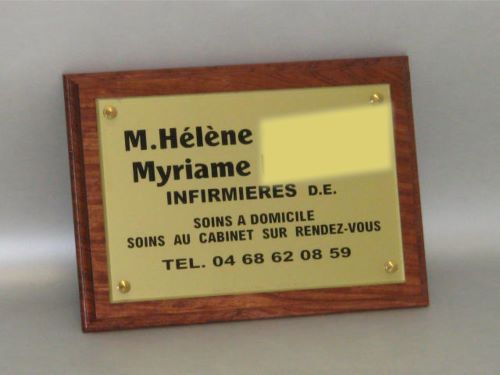 M.Hélène
Myriame
INFIRMIERES D.E.
SOINS A DOMICILE
SOINS AU CABINET SUR RENDEZ-VOUS
TEL. 04 68 62 08 59